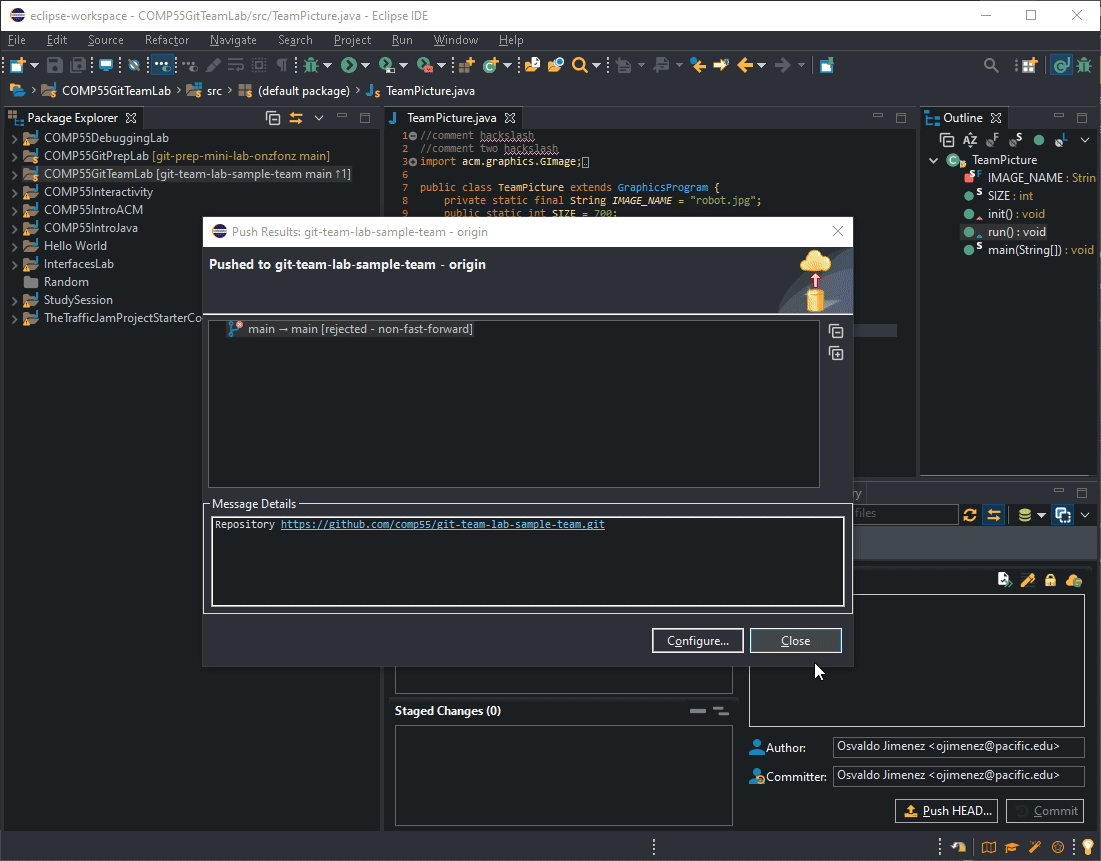 eclipse-workspace - COMP55GitTeamLab/src/TeamPicture.java - Eclipse IDE
File Edit Source Refactor Navigate Search Project Run Window Help
COMP55GitTeamLab src (default package) TeamPicture.java
Package Explorer
COMP55DebuggingLab
COMP55GitPrepLab [git-prep-mini-lab-onzfonz main]
COMP55GitTeamLab [git-team-lab-sample-team main ↑1]
COMP55Interactivity
COMP55IntroACM
COMP55IntroJava
Hello World
InterfacesLab
Random
StudySession
TheTrafficJamProjectStarterCo
TeamPicture.java
1 //comment hackslash
2 //comment two hackslash
3 import acm.graphics.GImage;
6
7 public class TeamPicture extends GraphicsProgram {
8 private static final String IMAGE_NAME = "robot.jpg";
9 public static int SIZE = 700;
Outline
TeamPicture
IMAGE_NAME : Strin
SIZE : int
init() : void
run() : void
main(String[]) : void
Push Results: git-team-lab-sample-team - origin
Pushed to git-team-lab-sample-team - origin
main → main [rejected - non-fast-forward]
Message Details
Repository https://github.com/comp55/git-team-lab-sample-team.git
Configure... Close
ry
files
Staged Changes (0)
Author: Osvaldo Jimenez <ojimenez@pacific.edu>
Committer: Osvaldo Jimenez <ojimenez@pacific.edu>
Push HEAD... Commit